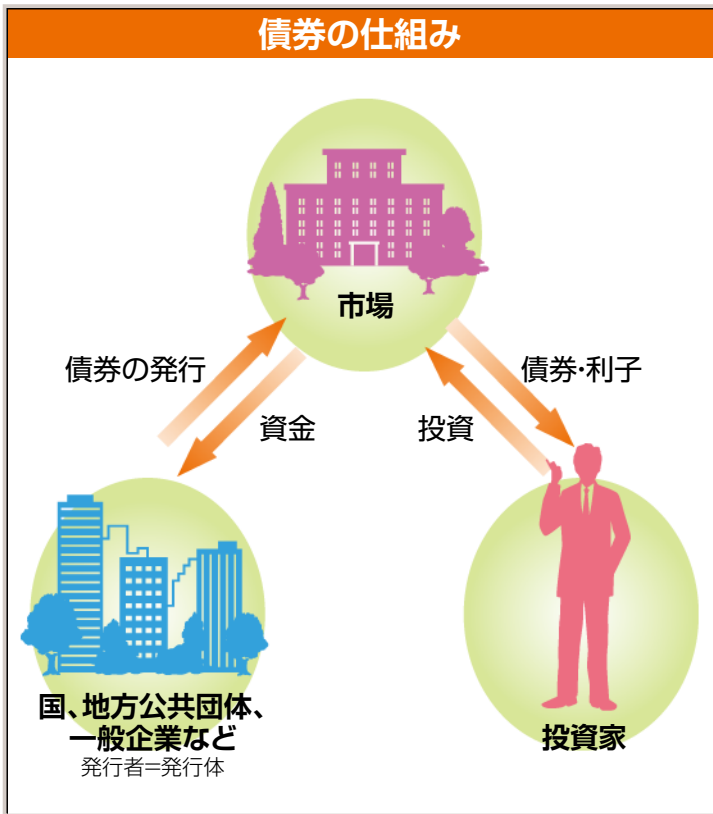 債券の仕組み
市場
債券の発行
債券・利子
資金
投資
国、地方公共団体、
一般企業など
発行者=発行体
投資家